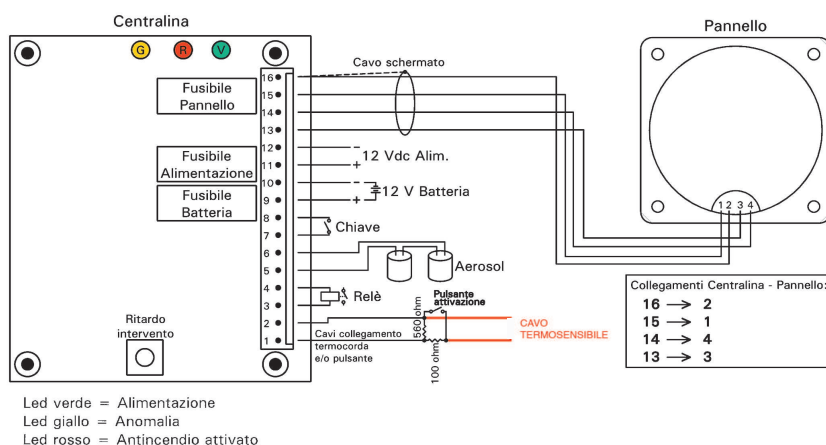 Centralina
Pannello
G R V
Cavo schermato
16
15
14
13
12
11
10
9
8
7
6
5
4
3
2
1
Fusibile
Pannello
Fusibile
Alimentazione
Fusibile
Batteria
-
+
12 Vdc Alim.
-
+
12 V Batteria
Chiave
Aerosol
Relè
Pulsante
attivazione
560 ohm
100 ohm
CAVO
TERMOSENSIBILE
Cavi collegamento
termocorda
e/o pulsante
Ritardo
intervento
1 2 3 4
Collegamenti Centralina - Pannello:
16 → 2
15 → 1
14 → 4
13 → 3
Led verde = Alimentazione
Led giallo = Anomalia
Led rosso = Antincendio attivato